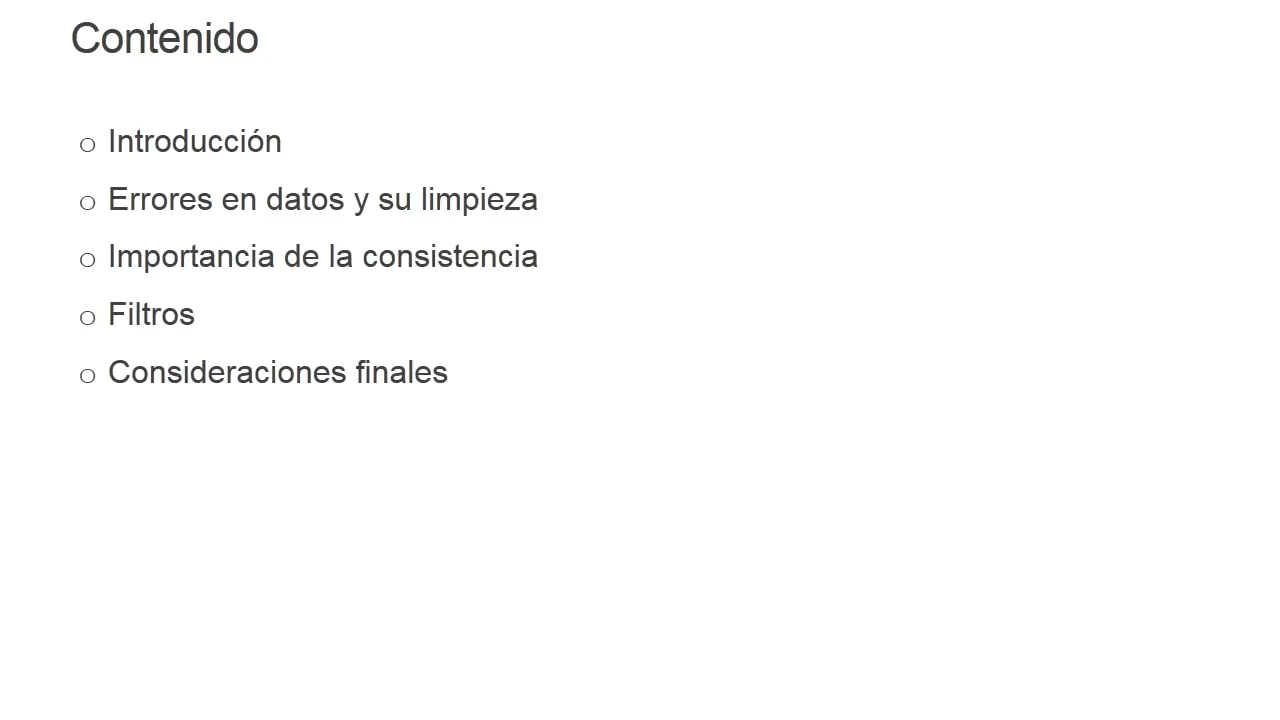 Contenido
Introducción
Errores en datos y su limpieza
Importancia de la consistencia
Filtros
Consideraciones finales